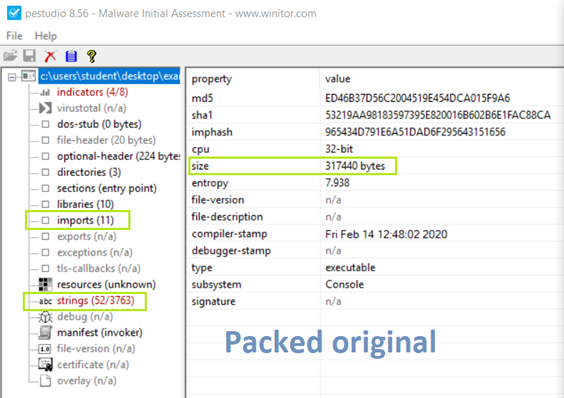 pestudio 8.56 - Malware Initial Assessment - www.winitor.com
File Help
c:\users\student\desktop\exa
indicators (4/8)
virustotal (n/a)
dos-stub (0 bytes)
file-header (20 bytes)
optional-header (224 bytes
directories (3)
sections (entry point)
libraries (10)
imports (11)
exports (n/a)
exceptions (n/a)
tls-callbacks (n/a)
resources (unknown)
abc strings (52/3763)
debug (n/a)
manifest (invoker)
1.0 file-version (n/a)
certificate (n/a)
overlay (n/a)
property value
md5 ED46B37D56C2004519E454DCA015F9A6
sha1 53219AA98183597395E820016B602B6E1FAC88CA
imphash 965434D791E6A51DAD6F295643151656
cpu 32-bit
size 317440 bytes
entropy 7.938
file-version n/a
file-description n/a
compiler-stamp Fri Feb 14 12:48:02 2020
debugger-stamp n/a
type executable
subsystem Console
signature n/a
Packed original